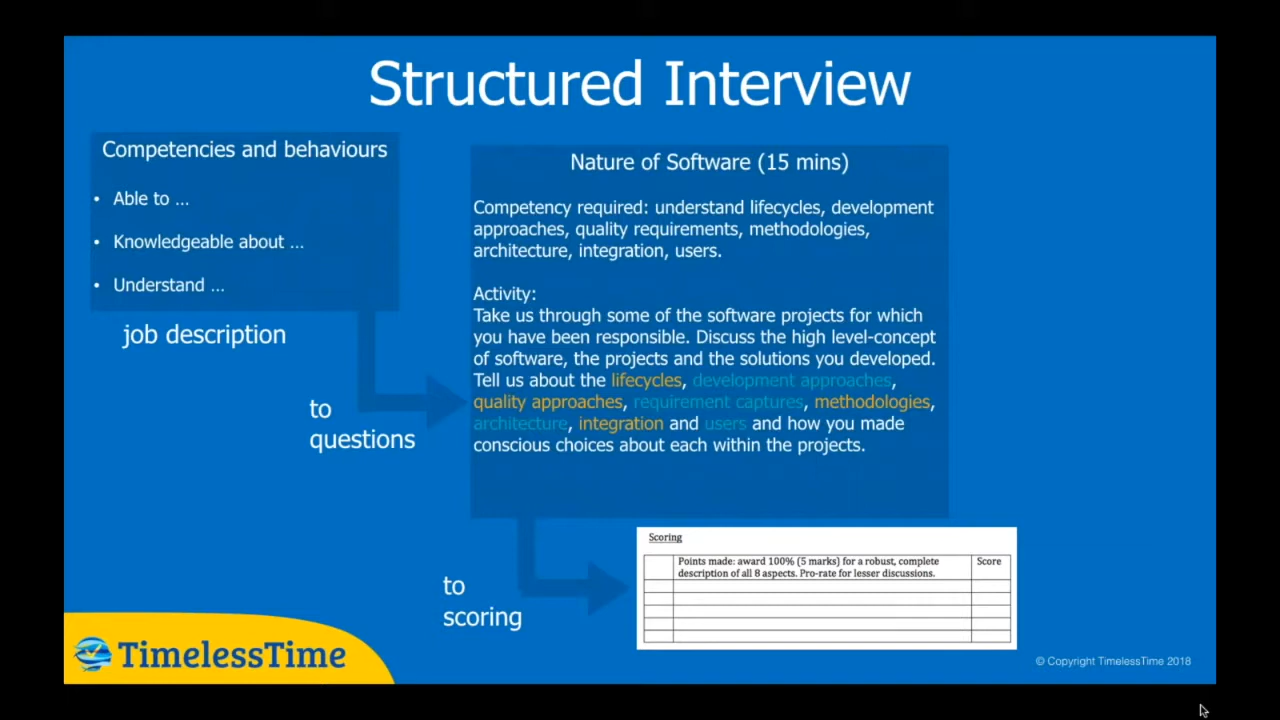 Structured Interview
Competencies and behaviours
• Able to ...
• Knowledgeable about ...
• Understand ...
job description
to
questions
Nature of Software (15 mins)
Competency required: understand lifecycles, development
approaches, quality requirements, methodologies,
architecture, integration, users.
Activity:
Take us through some of the software projects for which
you have been responsible. Discuss the high level-concept
of software, the projects and the solutions you developed.
Tell us about the lifecycles, development approaches,
quality approaches, requirement captures, methodologies,
architecture, integration and users and how you made
conscious choices about each within the projects.
to
scoring
Scoring
Points made: award 100% (5 marks) for a robust, complete
description of all 8 aspects. Pro-rate for lesser discussions.
Score
TimelessTime
© Copyright TimelessTime 2018